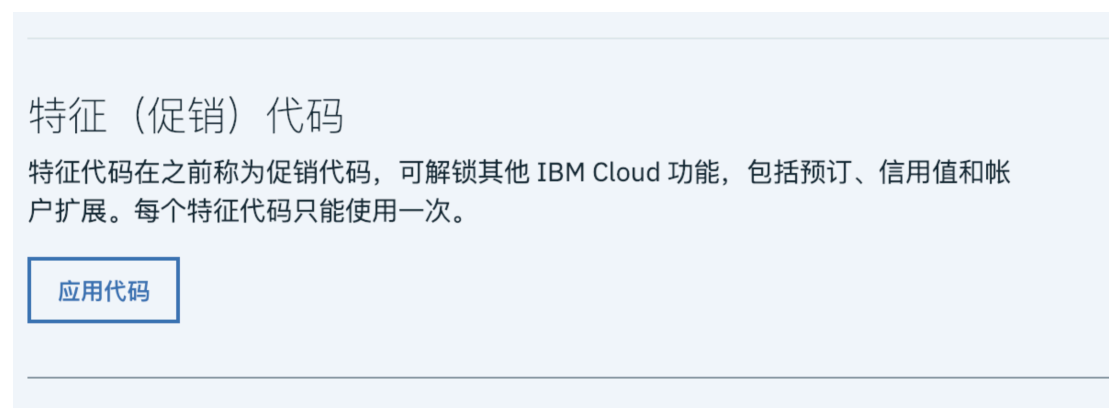 特征（促销）代码
特征代码在之前称为促销代码，可解锁其他 IBM Cloud 功能，包括预订、信用值和帐
户扩展。每个特征代码只能使用一次。
应用代码